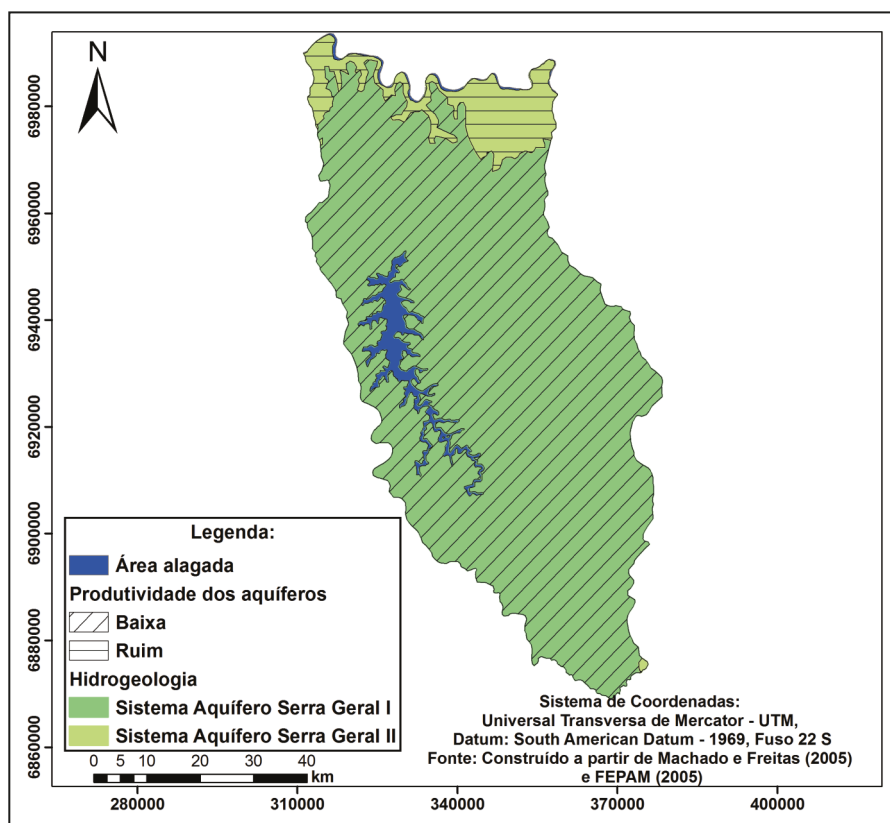 N
6980000
6960000
6940000
6920000
6900000
6880000
6860000
Legenda:
Área alagada
Produtividade dos aquíferos
Baixa
Ruim
Hidrogeologia
Sistema Aquífero Serra Geral I
Sistema Aquífero Serra Geral II
0 5 10 20 30 40
km
Sistema de Coordenadas:
Universal Transversa de Mercator - UTM,
Datum: South American Datum - 1969, Fuso 22 S
Fonte: Construído a partir de Machado e Freitas (2005)
e FEPAM (2005)
280000 310000 340000 370000 400000